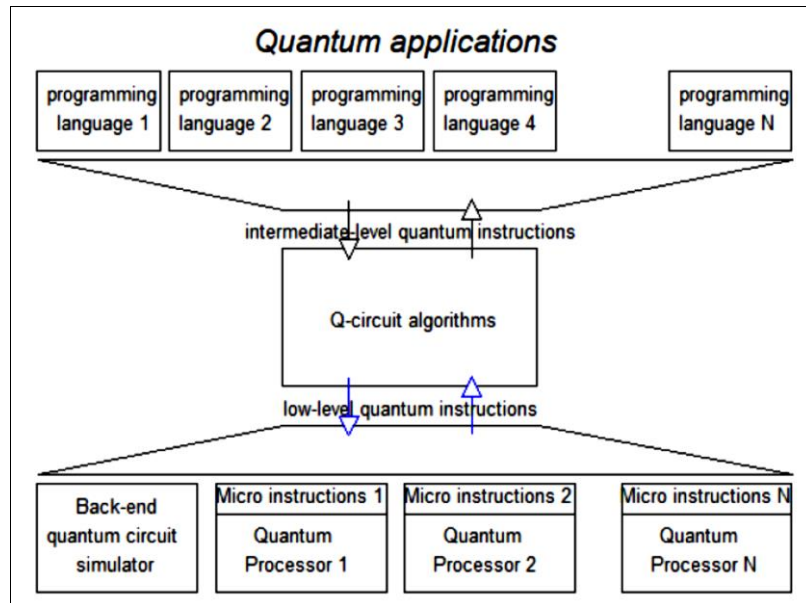 Quantum applications
programming language 1
programming language 2
programming language 3
programming language 4
programming language N
intermediate-level quantum instructions
Q-circuit algorithms
low-level quantum instructions
Back-end
quantum circuit
simulator
Micro instructions 1
Quantum
Processor 1
Micro instructions 2
Quantum
Processor 2
Micro instructions N
Quantum
Processor N